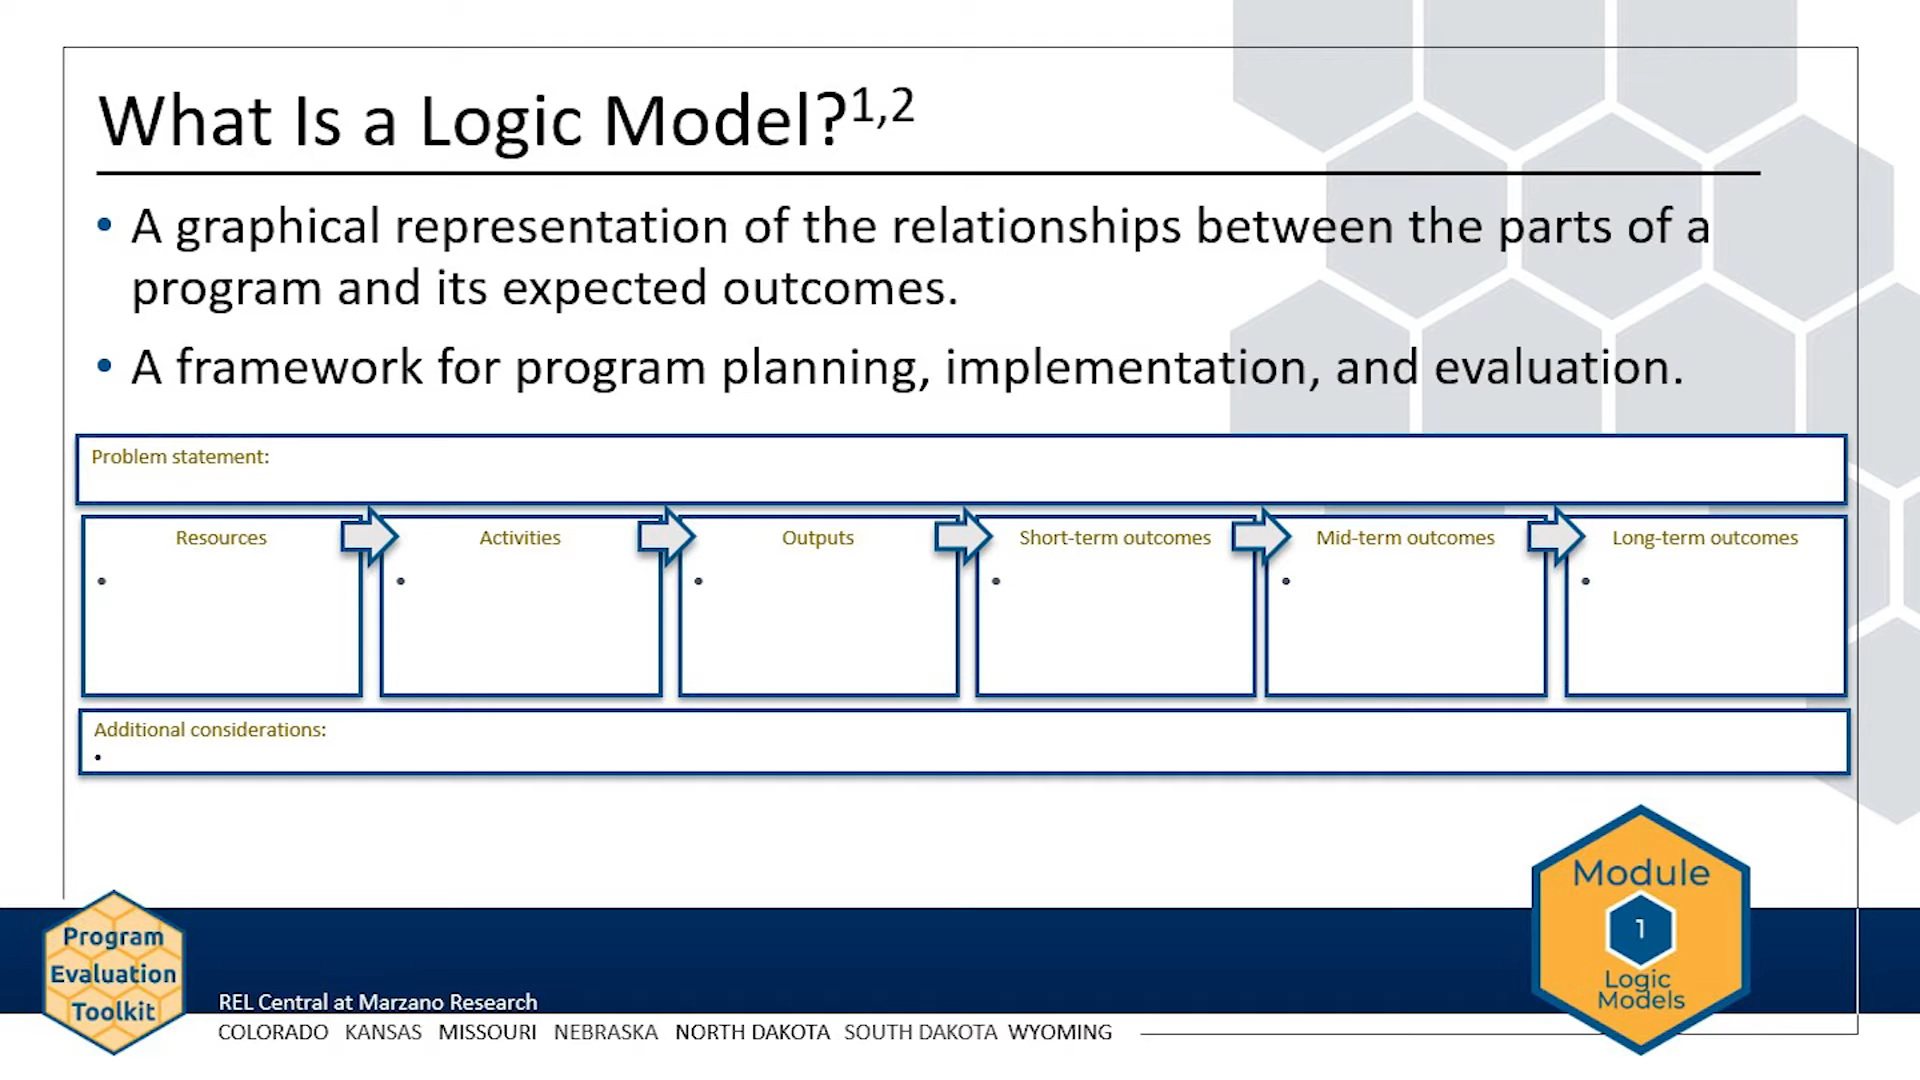 What Is a Logic Model?1,2
• A graphical representation of the relationships between the parts of a
program and its expected outcomes.
• A framework for program planning, implementation, and evaluation.
Problem statement:
Resources
Activities
Outputs
Short-term outcomes
Mid-term outcomes
Long-term outcomes
Additional considerations:
Module
1
Logic
Models
Program
Evaluation
Toolkit
REL Central at Marzano Research
COLORADO KANSAS MISSOURI NEBRASKA NORTH DAKOTA SOUTH DAKOTA WYOMING